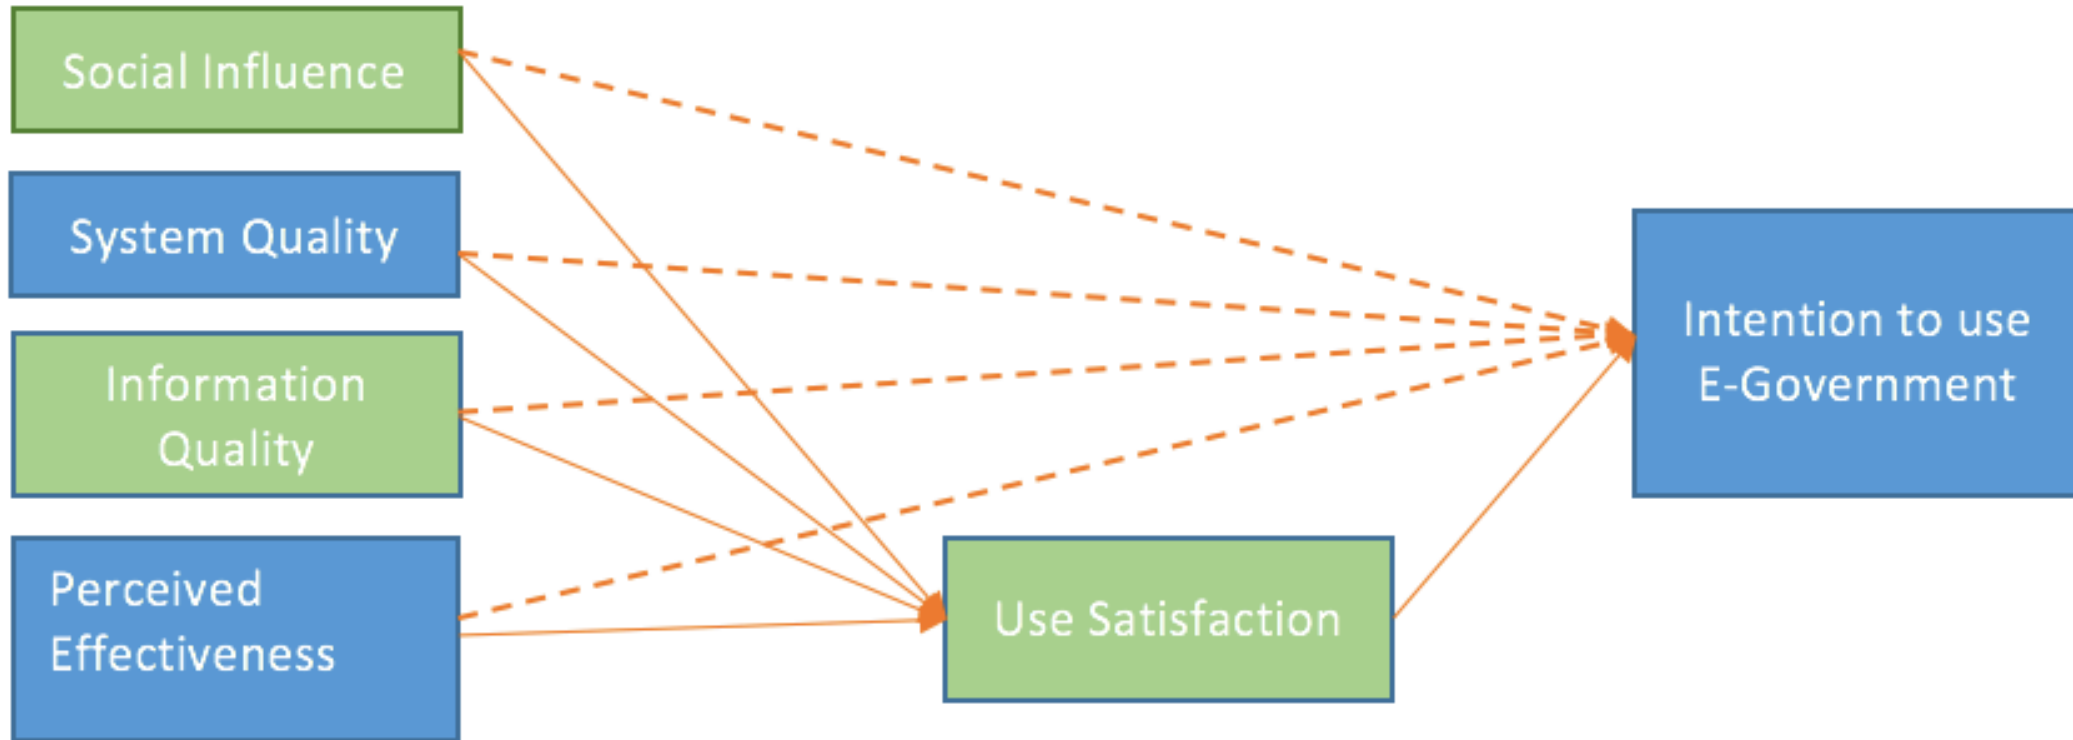 Social Influence
System Quality
Information
Quality
Perceived
Effectiveness
Use Satisfaction
Intention to use
E-Government